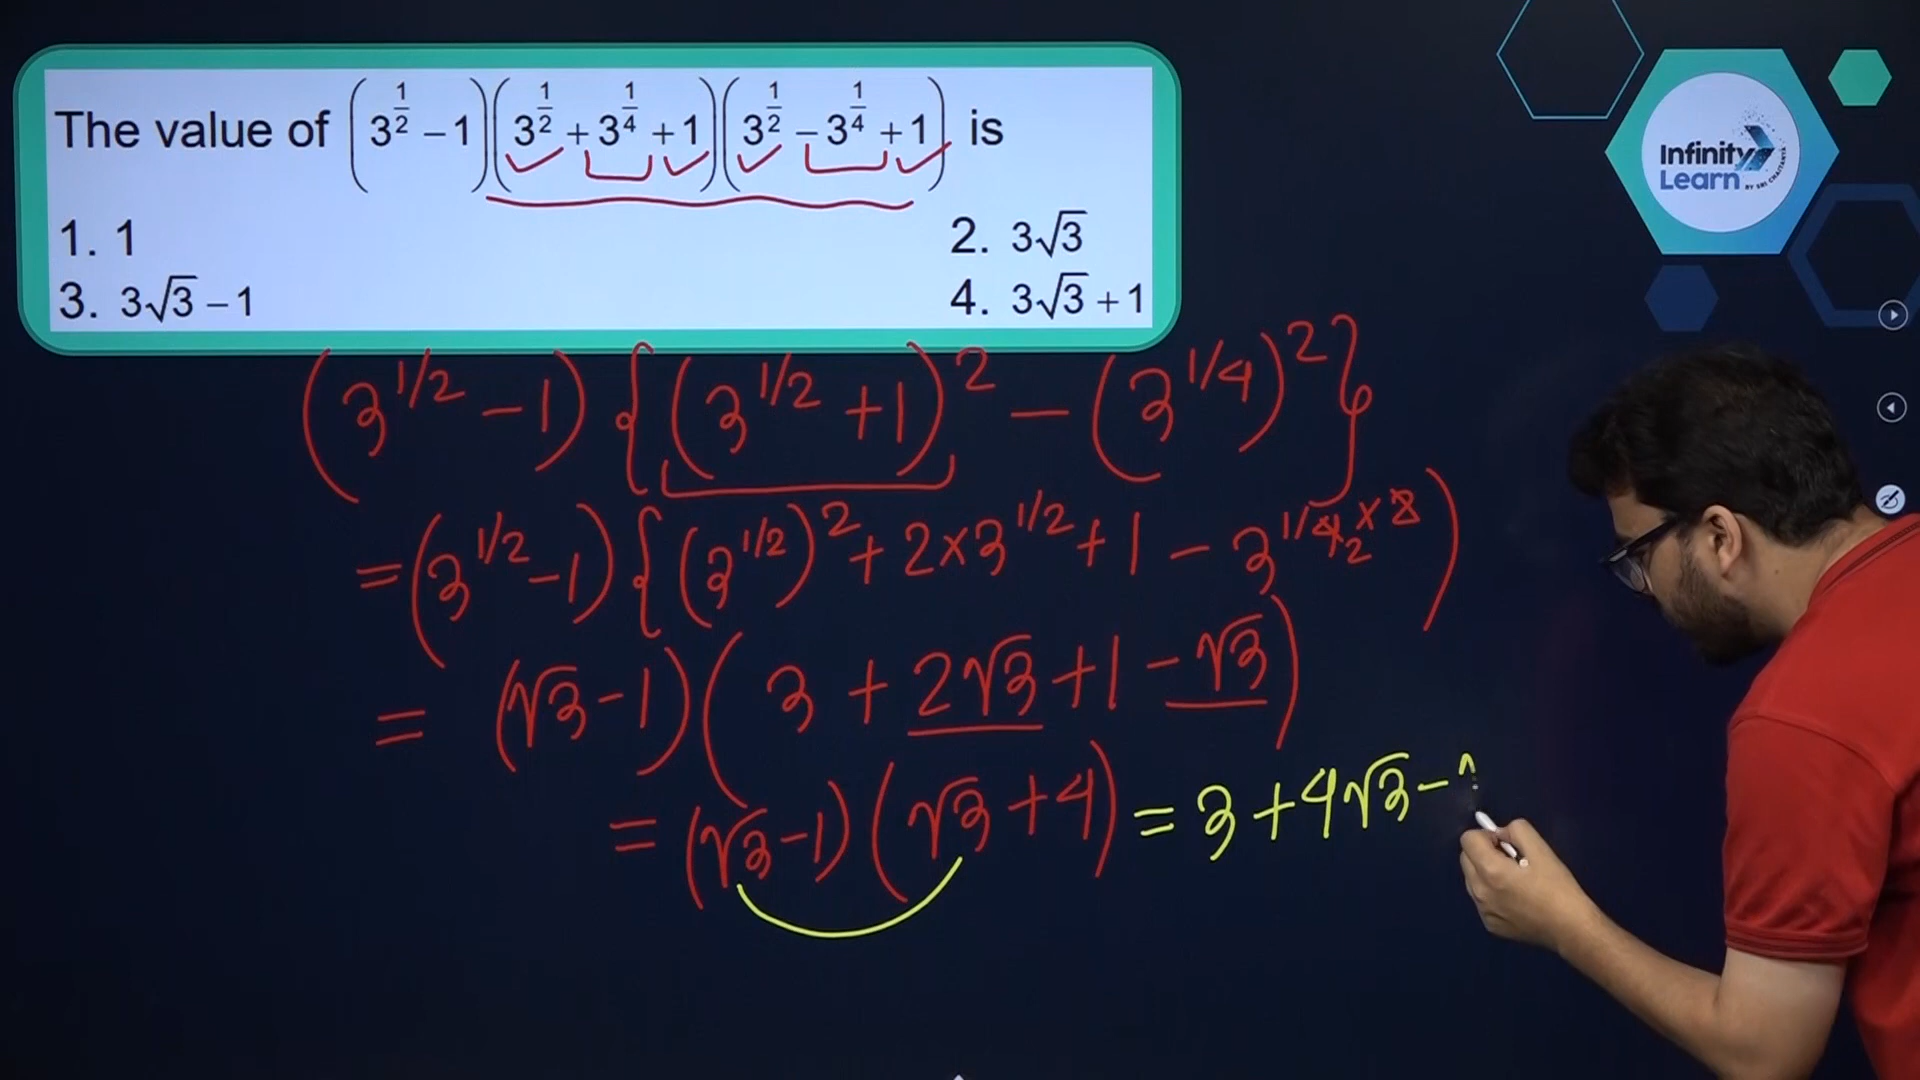 The value of (3^{1/2} – 1)(3^{1/2} + 3^{1/4} + 1)(3^{1/2} – 3^{1/4} + 1) is
1. 1
2. 3√3
3. 3√3 – 1
4. 3√3 + 1
Infinity
Learn
BY SRI CHAITANYA
(3^{1/2} – 1) {(3^{1/2} + 1)^2 – (3^{1/4})^2}
= (3^{1/2} – 1) {(3^{1/2})^2 + 2 × 3^{1/2} + 1 – 3^{1/4 2 × 2})
= (√3 – 1) (3 + 2√3 + 1 – √3)
= (√3 – 1) (√3 + 4) = 3 + 4√3 –